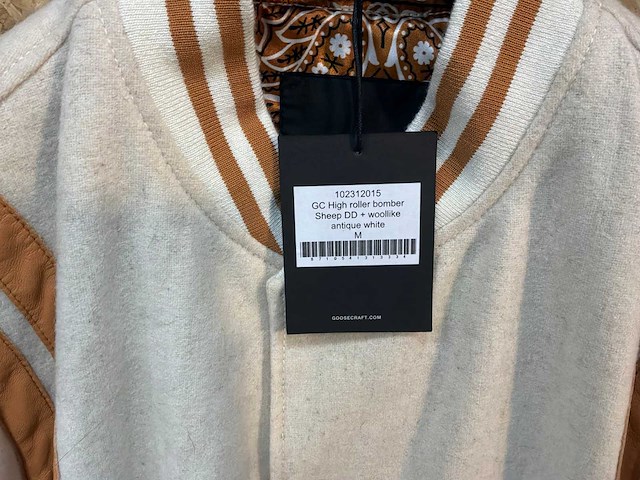 102312015
GC High roller bomber
Sheep DD + woollike
antique white
M
GOOSECRAFT.COM